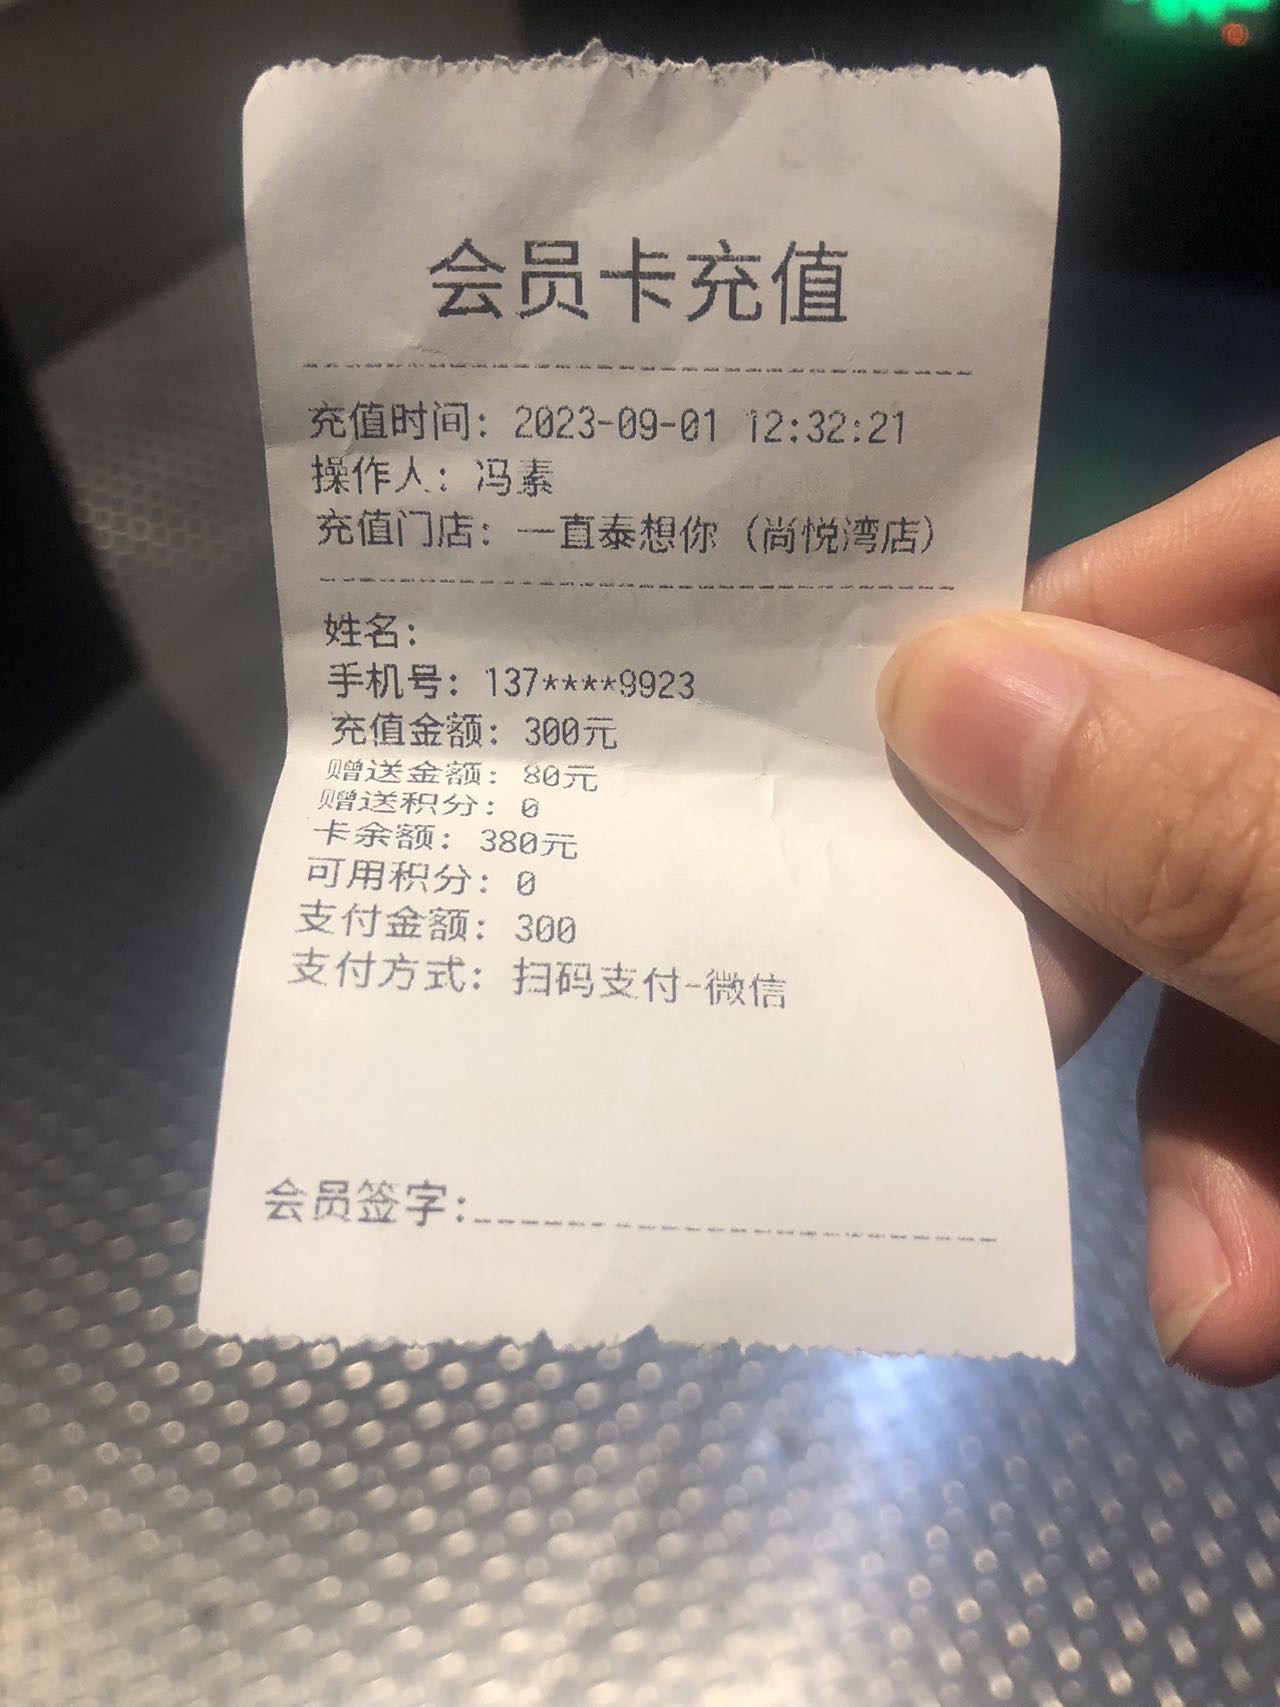 会员卡充值
充值时间: 2023-09-01 12:32:21
操作人: 冯素
充值门店: 一直泰想你（尚悦湾店）
姓名:
手机号: 137****9923
充值金额: 300元
赠送金额: 80元
赠送积分: 0
卡余额: 380元
可用积分: 0
支付金额: 300
支付方式: 扫码支付-微信
会员签字: